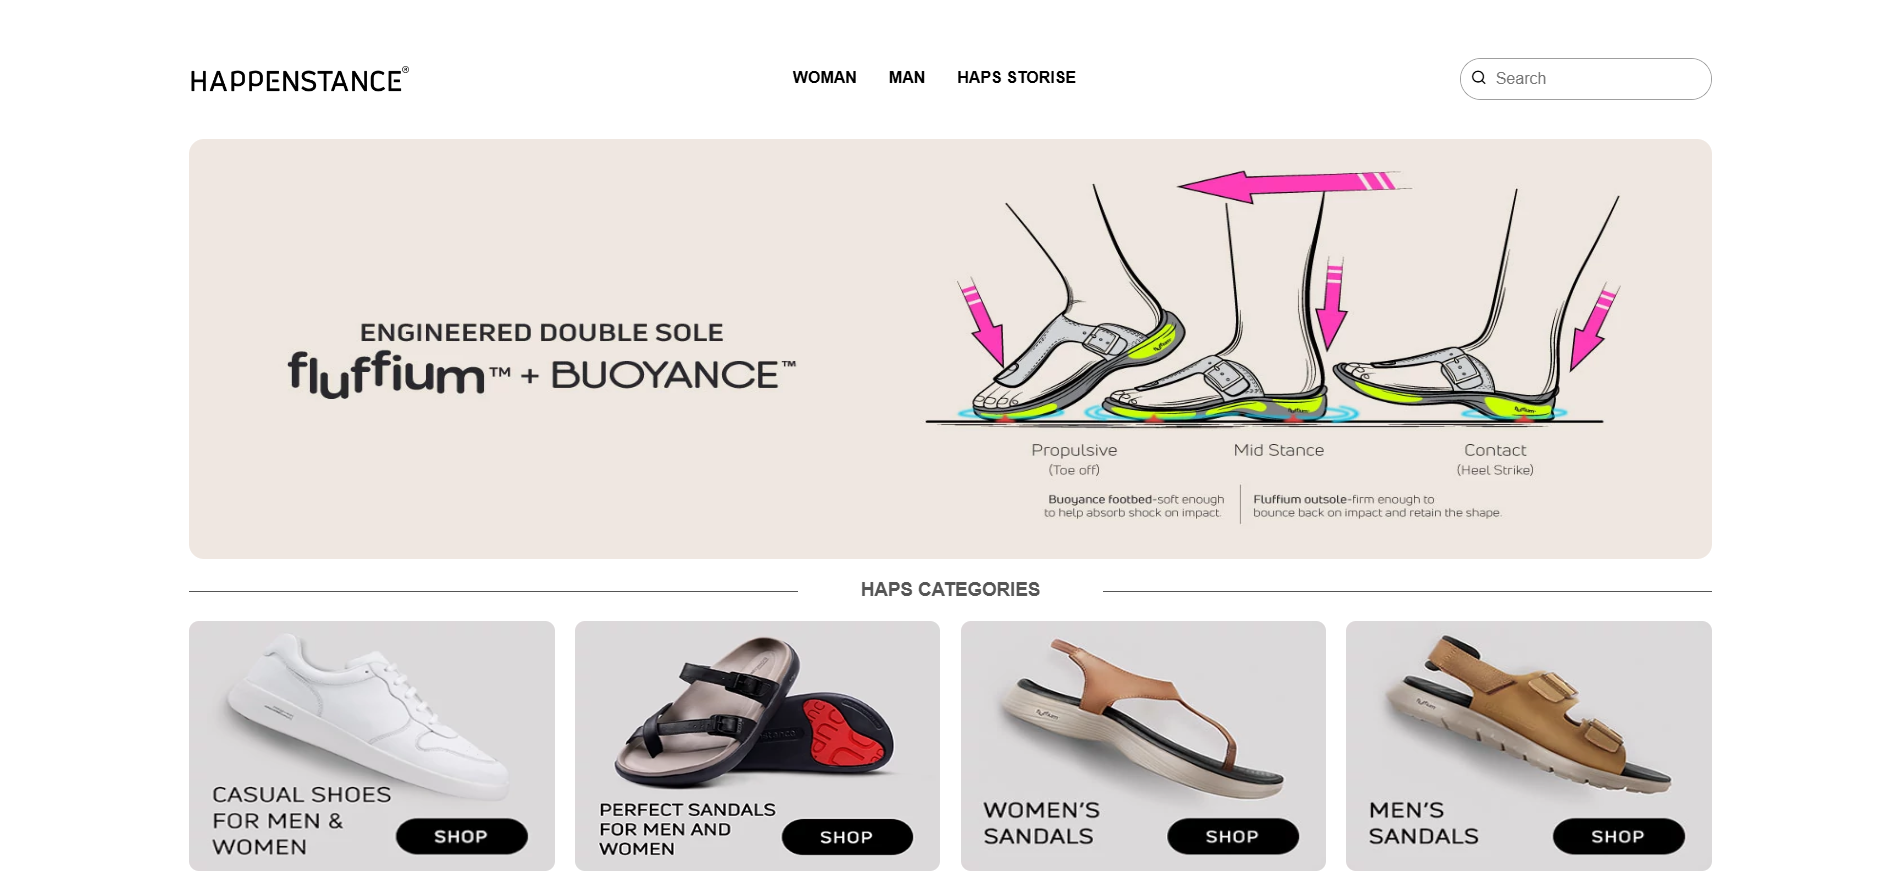 HAPPENSTANCE®
WOMAN MAN HAPS STORISE
Search
ENGINEERED DOUBLE SOLE
fluffium™ + BUOYANCE™
Propulsive
(Toe off)
Mid Stance
Contact
(Heel Strike)
Buoyance footbed-soft enough
to help absorb shock on impact.
Fluffium outsole-firm enough to
bounce back on impact and retain the shape.
HAPS CATEGORIES
CASUAL SHOES
FOR MEN &
WOMEN
SHOP
PERFECT SANDALS
FOR MEN AND
WOMEN
SHOP
fluffium
WOMEN'S
SANDALS
SHOP
MEN'S
SANDALS
SHOP